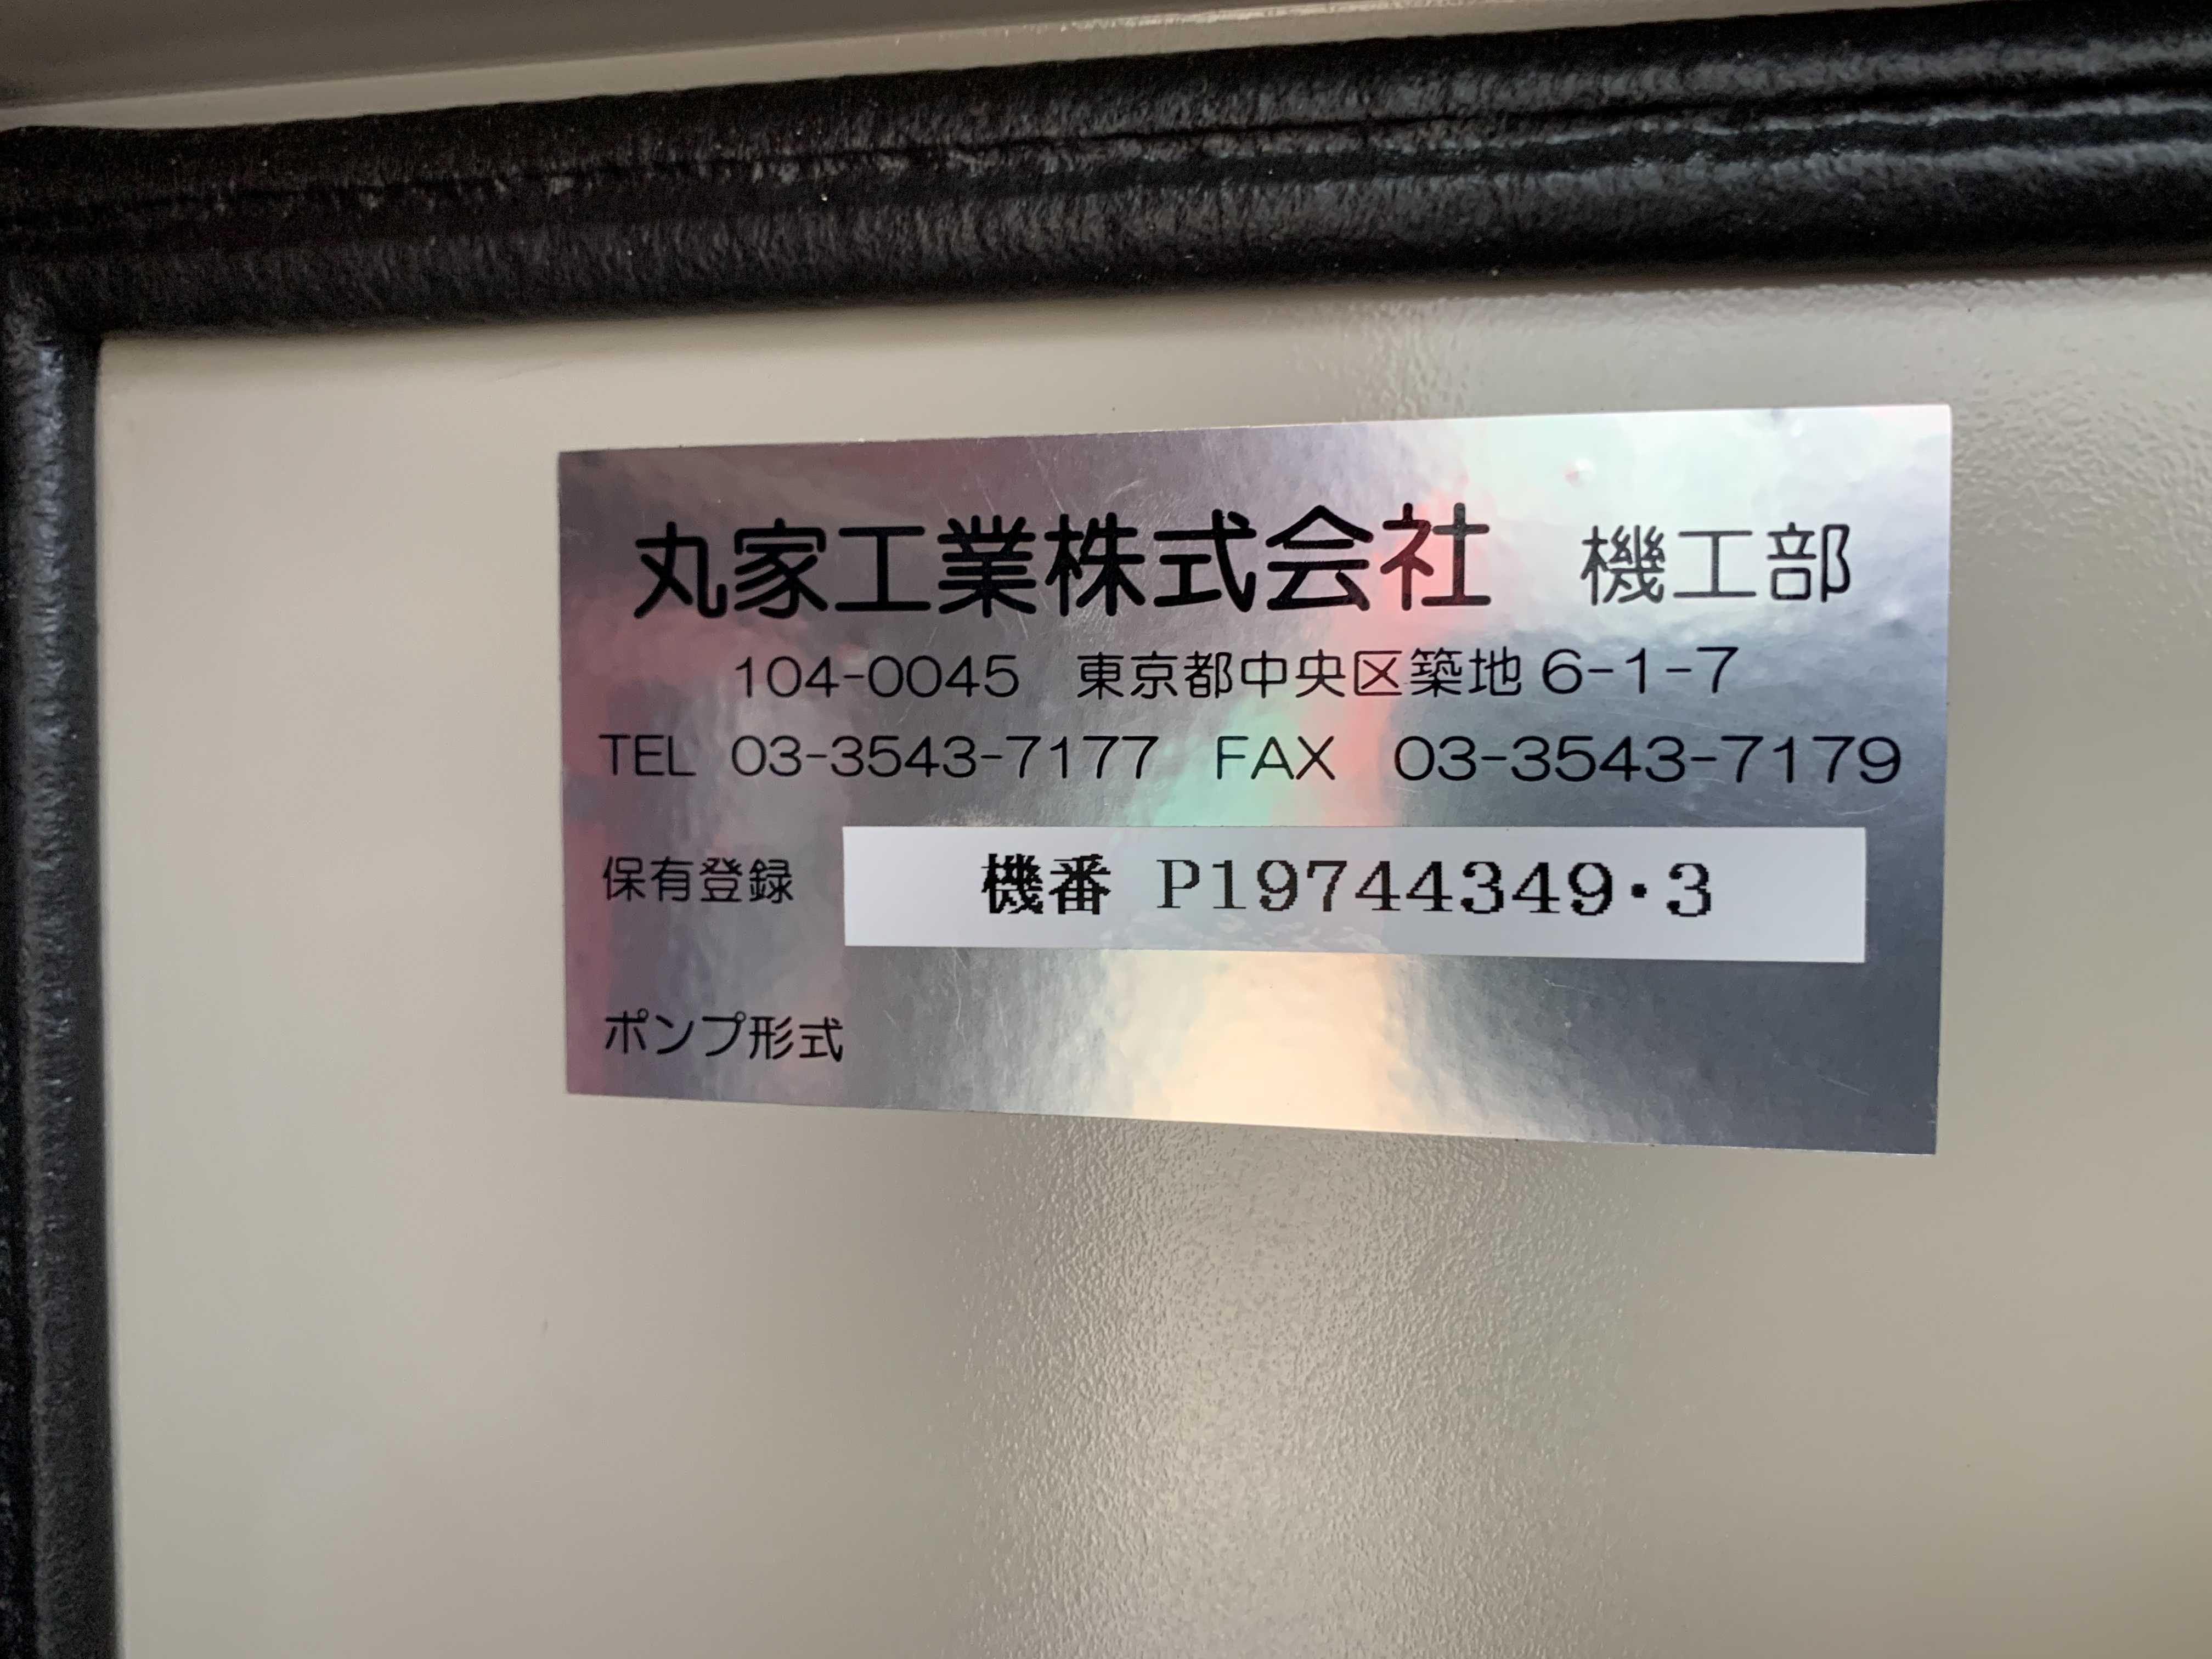 丸家工業株式会社 機工部
104-0045 東京都中央区築地6-1-7
TEL 03-3543-7177 FAX 03-3543-7179
保有登録 機番 P19744349・3
ポンプ形式